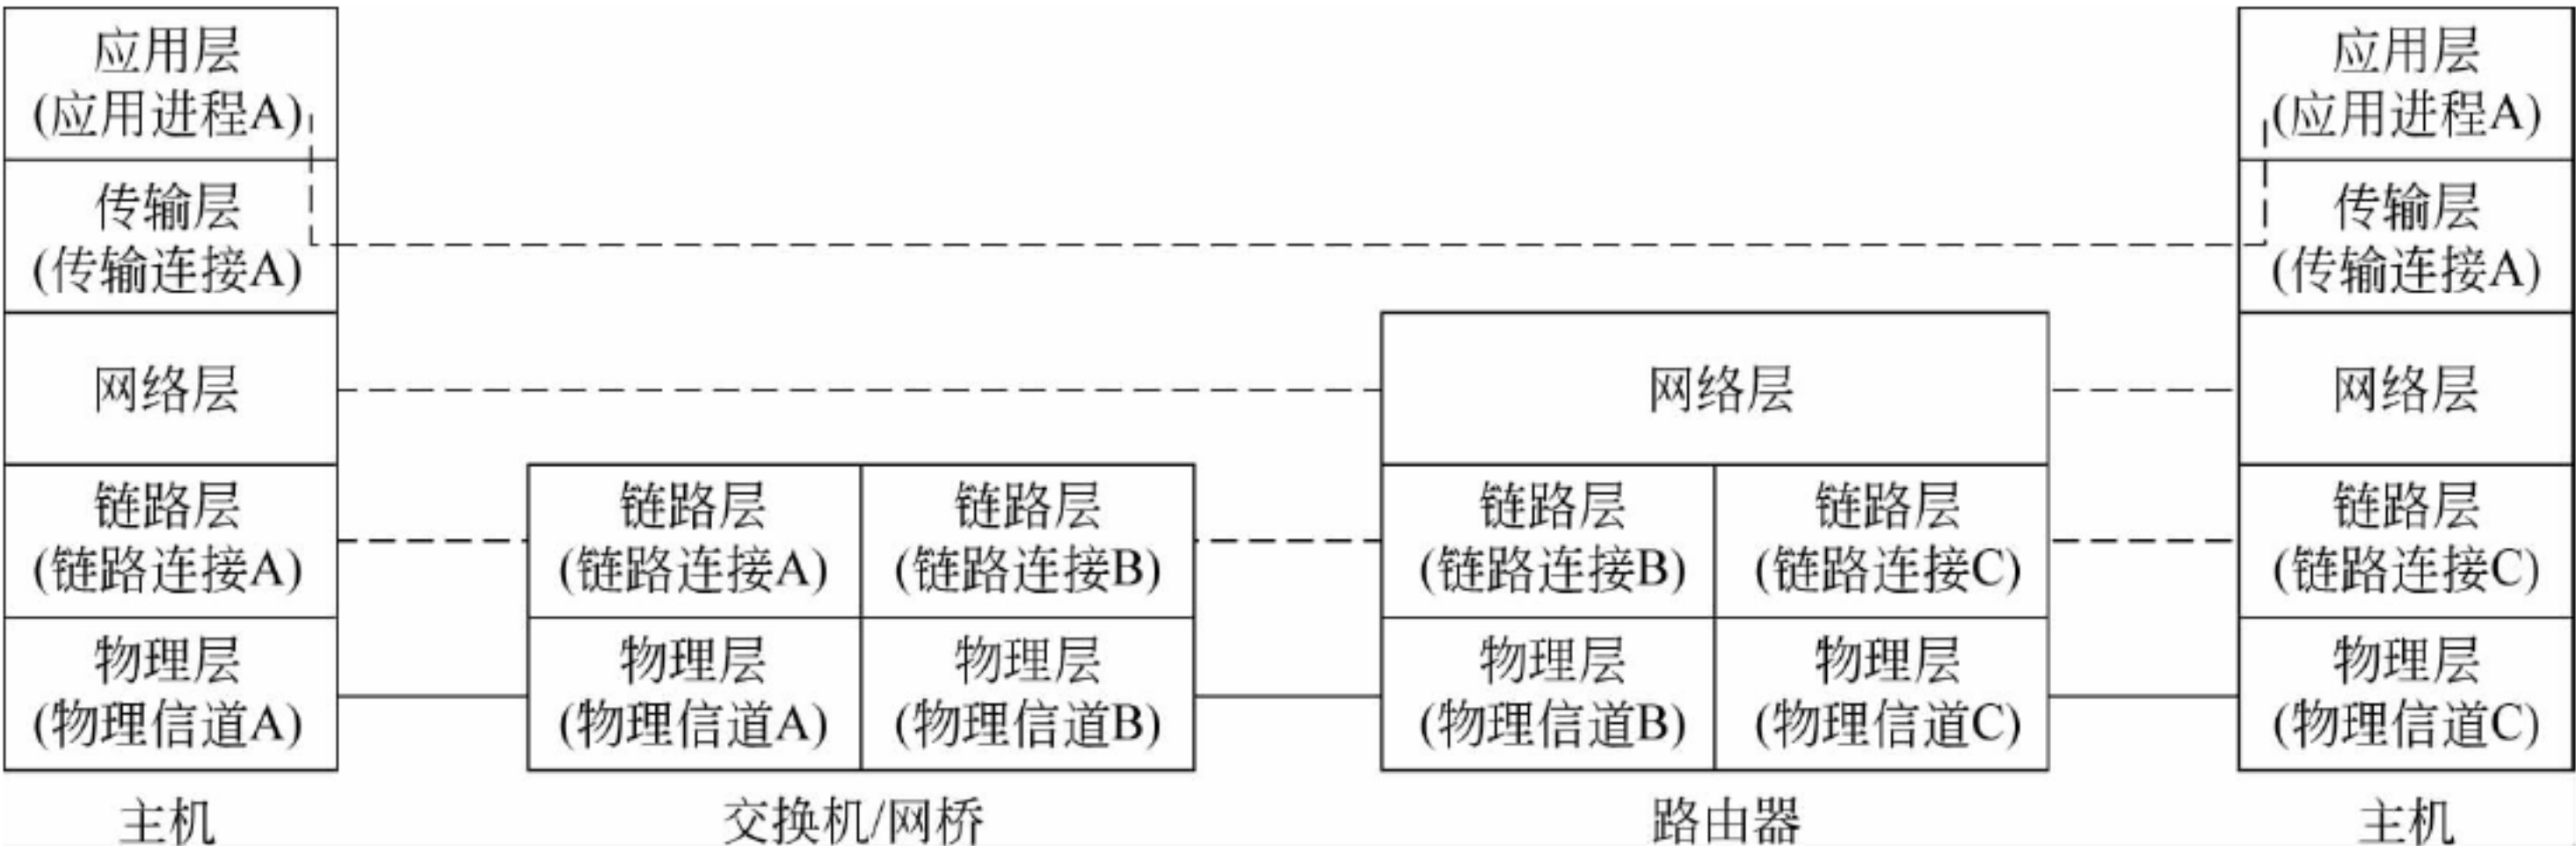 应用层
(应用进程A)
传输层
(传输连接A)
网络层
链路层
(链路连接A)
物理层
(物理信道A)
主机
链路层
(链路连接A)
链路层
(链路连接B)
物理层
(物理信道A)
物理层
(物理信道B)
交换机/网桥
网络层
链路层
(链路连接B)
链路层
(链路连接C)
物理层
(物理信道B)
物理层
(物理信道C)
路由器
应用层
(应用进程A)
传输层
(传输连接A)
网络层
链路层
(链路连接C)
物理层
(物理信道C)
主机